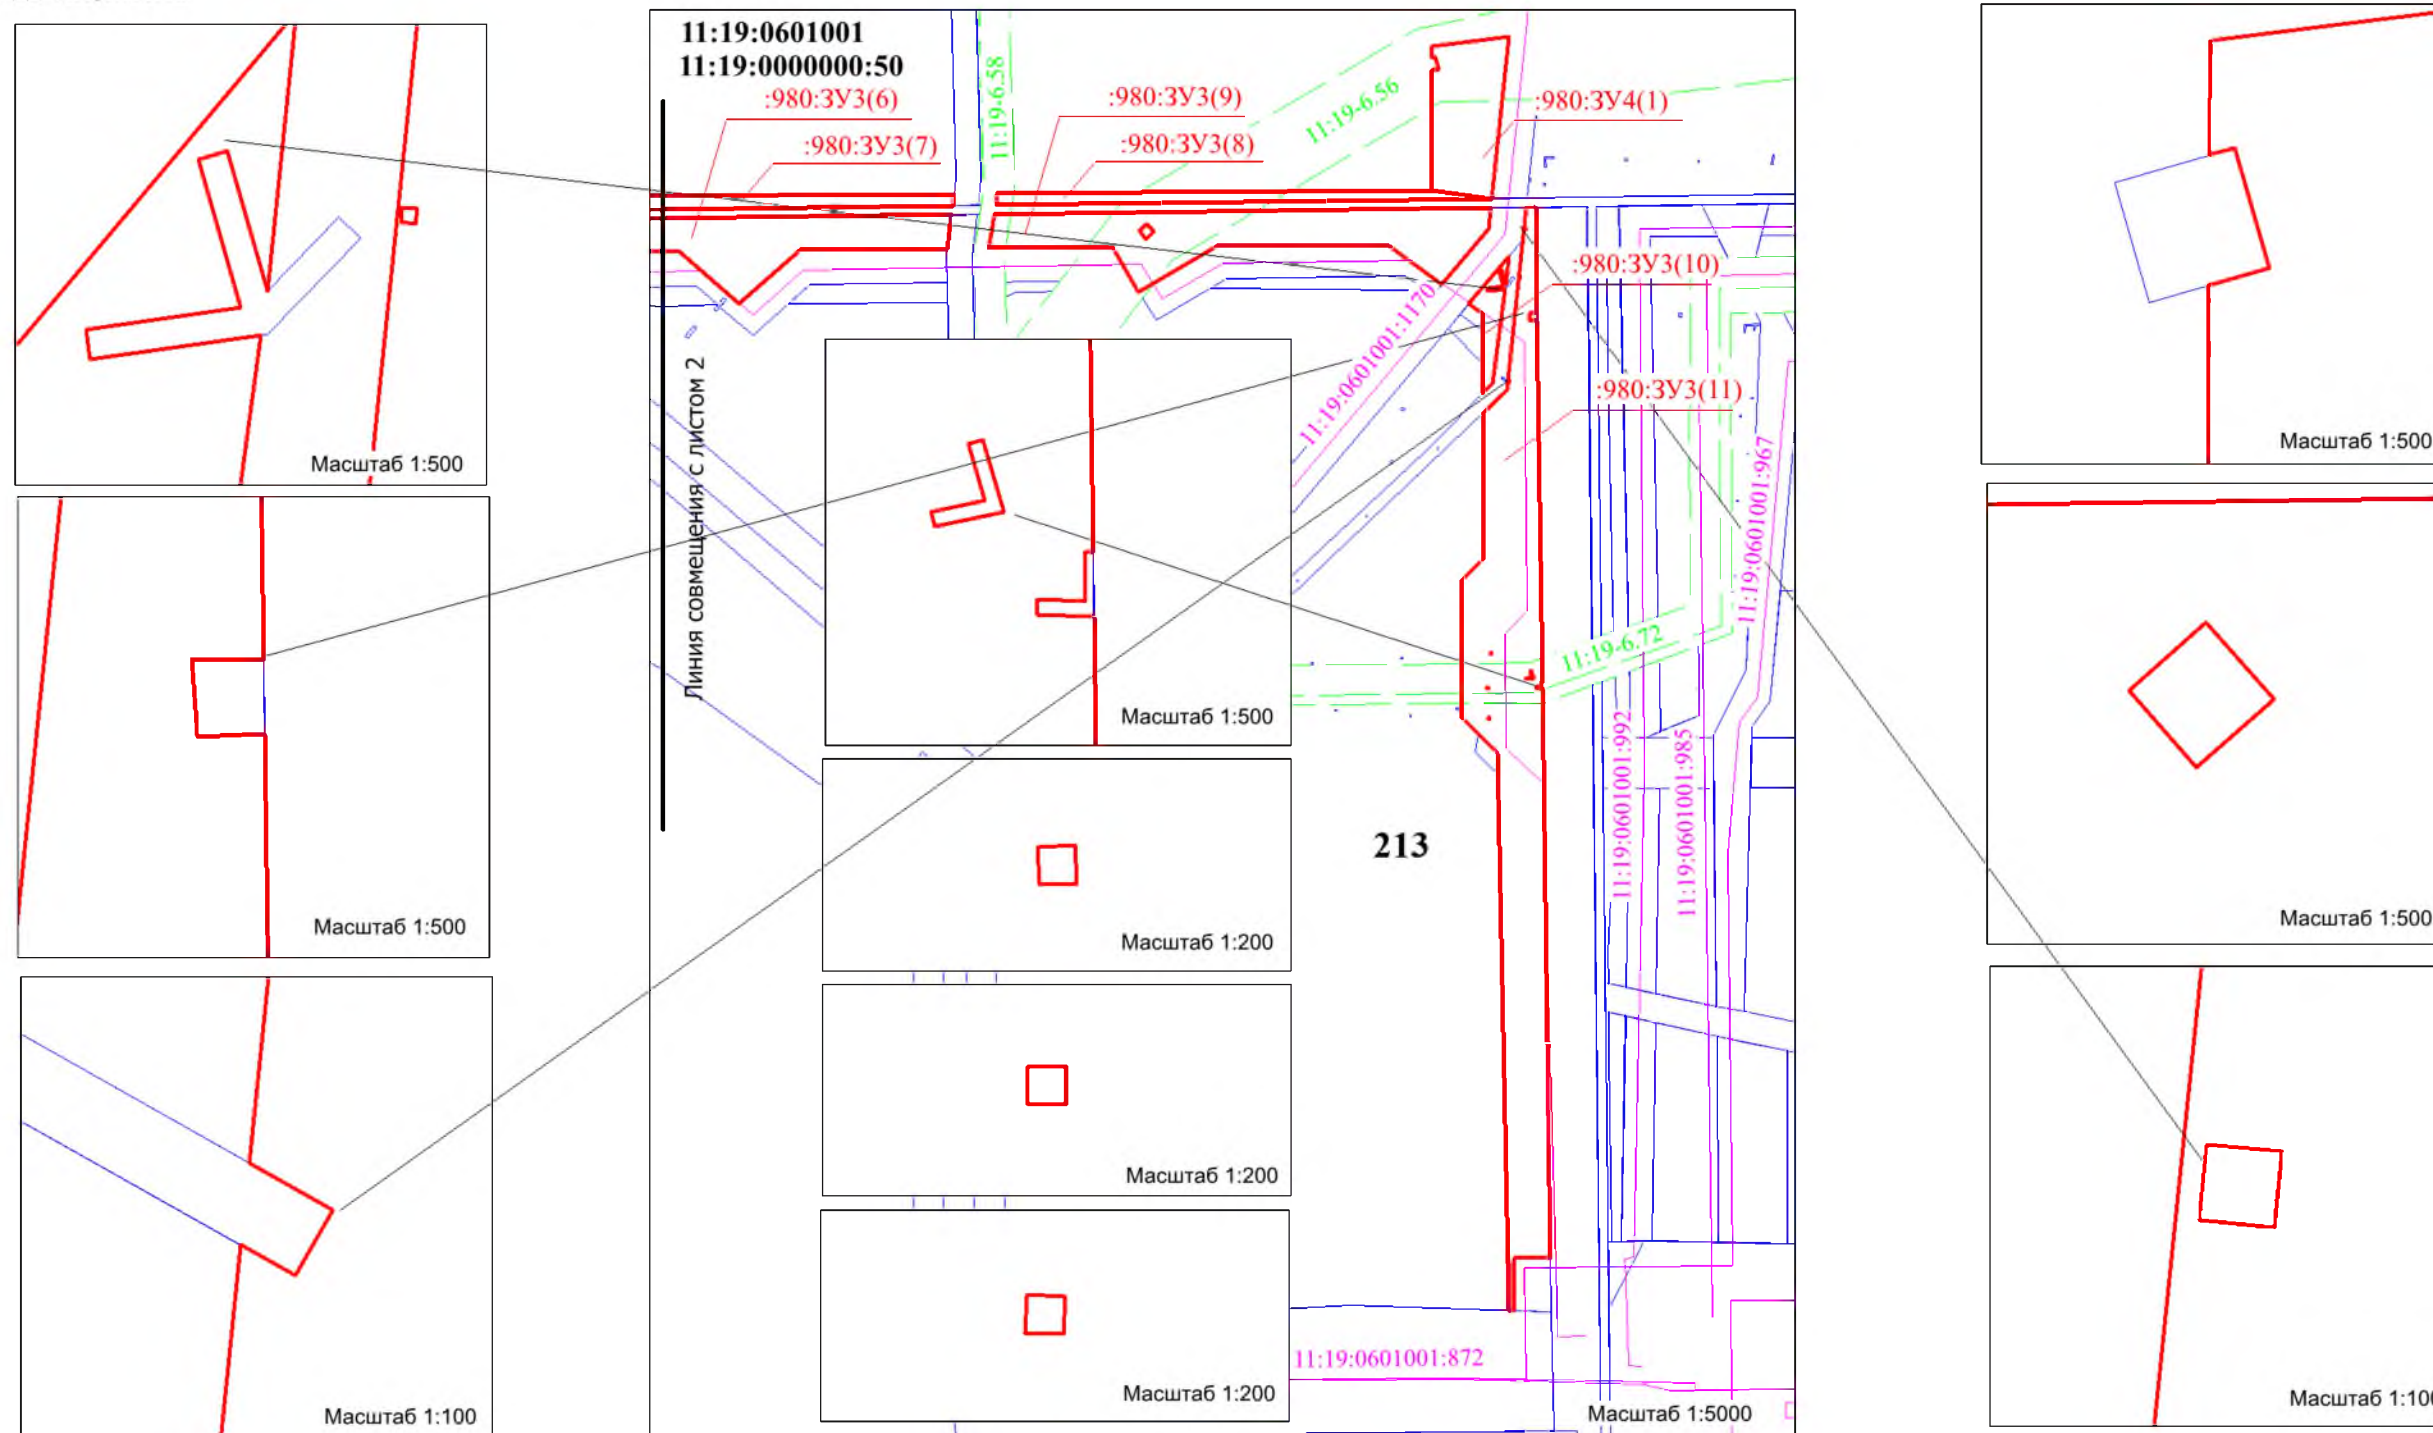 11:19:0601001
11:19:0000000:50
:980:ЗУ3(6)
:980:ЗУ3(7)
:980:ЗУ3(9)
:980:ЗУ3(8)
:980:ЗУ4(1)
11:19-6.58
11:19-6.56
:980:ЗУ3(10)
:980:ЗУ3(11)
11:19:0601001:1170
11:19:0601001:967
Линия совмещения с листом 2
11:19-6.72
11:19:0601001:992
11:19:0601001:985
213
11:19:0601001:872
Масштаб 1:5000
Масштаб 1:500
Масштаб 1:500
Масштаб 1:100
Масштаб 1:500
Масштаб 1:200
Масштаб 1:200
Масштаб 1:200
Масштаб 1:500
Масштаб 1:500
Масштаб 1:100